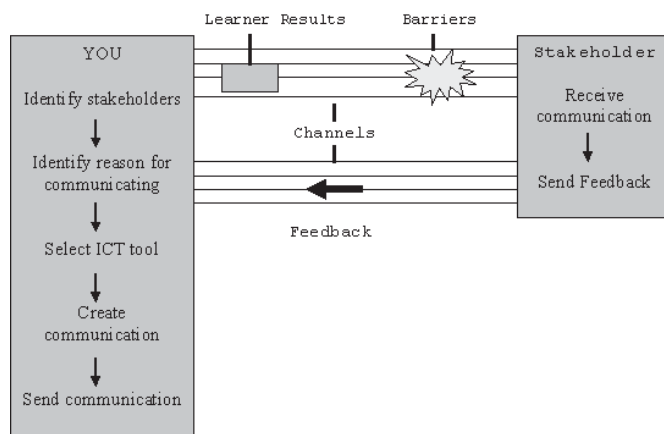 Learner Results
Barriers
YOU
Identify stakeholders
Identify reason for
communicating
Select ICT tool
Create
communication
Send communication
Channels
Feedback
Stakeholder
Receive
communication
Send Feedback